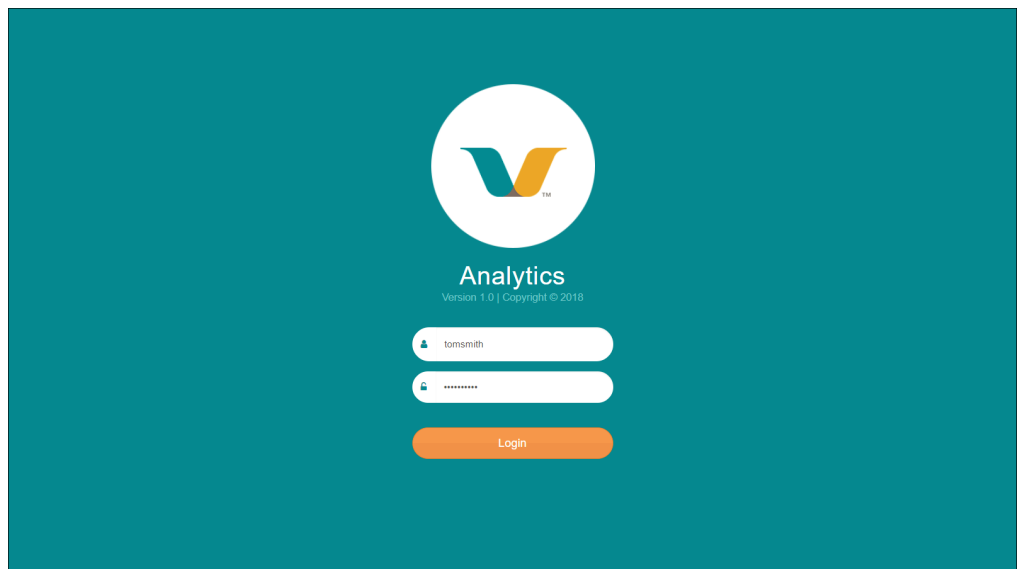 TM
Analytics
Version 1.0 | Copyright © 2018
tomsmith
••••••••••
Login